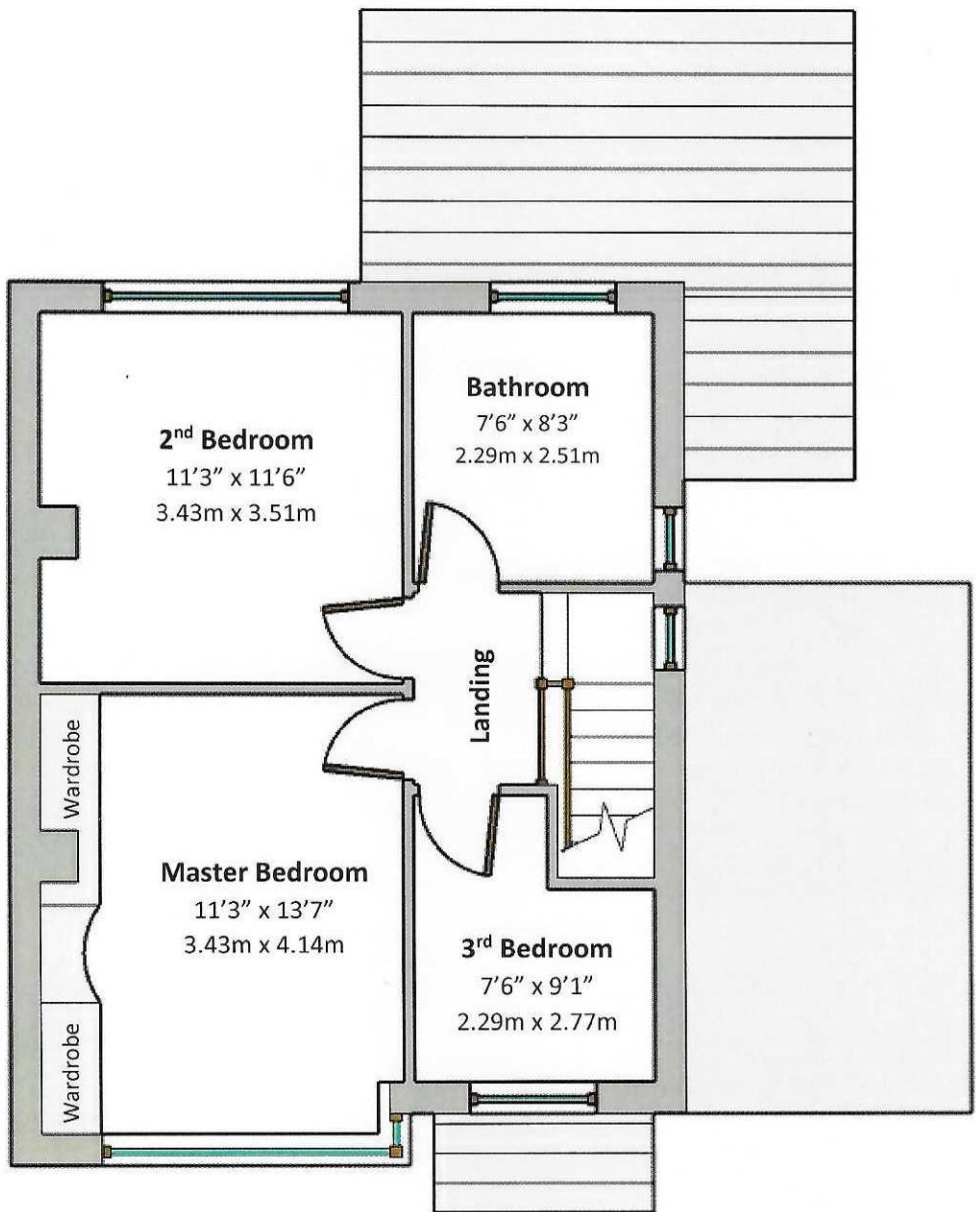 Bathroom
7’6” x 8’3”
2.29m x 2.51m
2nd Bedroom
11’3” x 11’6”
3.43m x 3.51m
Landing
Wardrobe
Master Bedroom
11’3” x 13’7”
3.43m x 4.14m
3rd Bedroom
7’6” x 9’1”
2.29m x 2.77m
Wardrobe